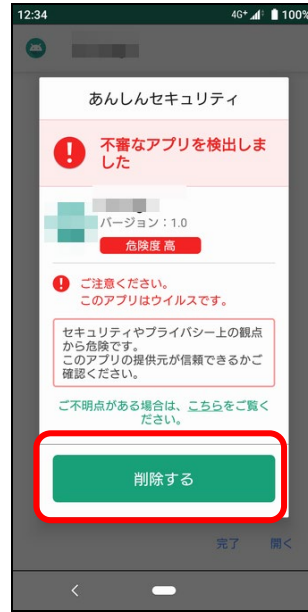 12:34
4G+ 100%
あんしんセキュリティ
不審なアプリを検出しま
した
バージョン：1.0
危険度 高
ご注意ください。
このアプリはウイルスです。
セキュリティやプライバシー上の観点
から危険です。
このアプリの提供元が信頼できるかご
確認ください。
ご不明点がある場合は、こちらをご覧く
ださい。
削除する
完了 開く